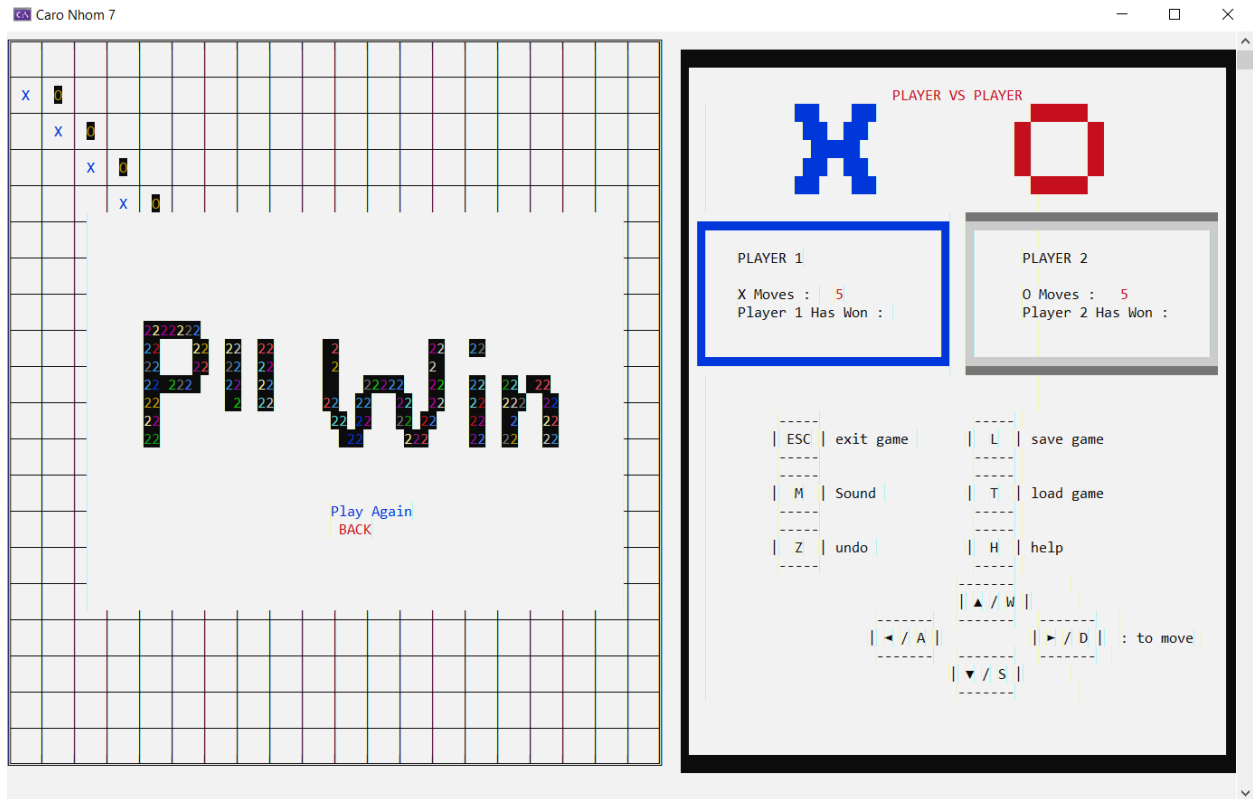 Caro Nhom 7
X O
X O
X O
X O
Win
Play Again
BACK
PLAYER VS PLAYER
X O
PLAYER 1
X Moves : 5
Player 1 Has Won :
PLAYER 2
O Moves : 5
Player 2 Has Won :
| ESC | exit game
| L | save game
| M | Sound
| T | load game
| Z | undo
| H | help
| ▲ / W |
| ◄ / A | | ► / D | : to move
| ▼ / S |